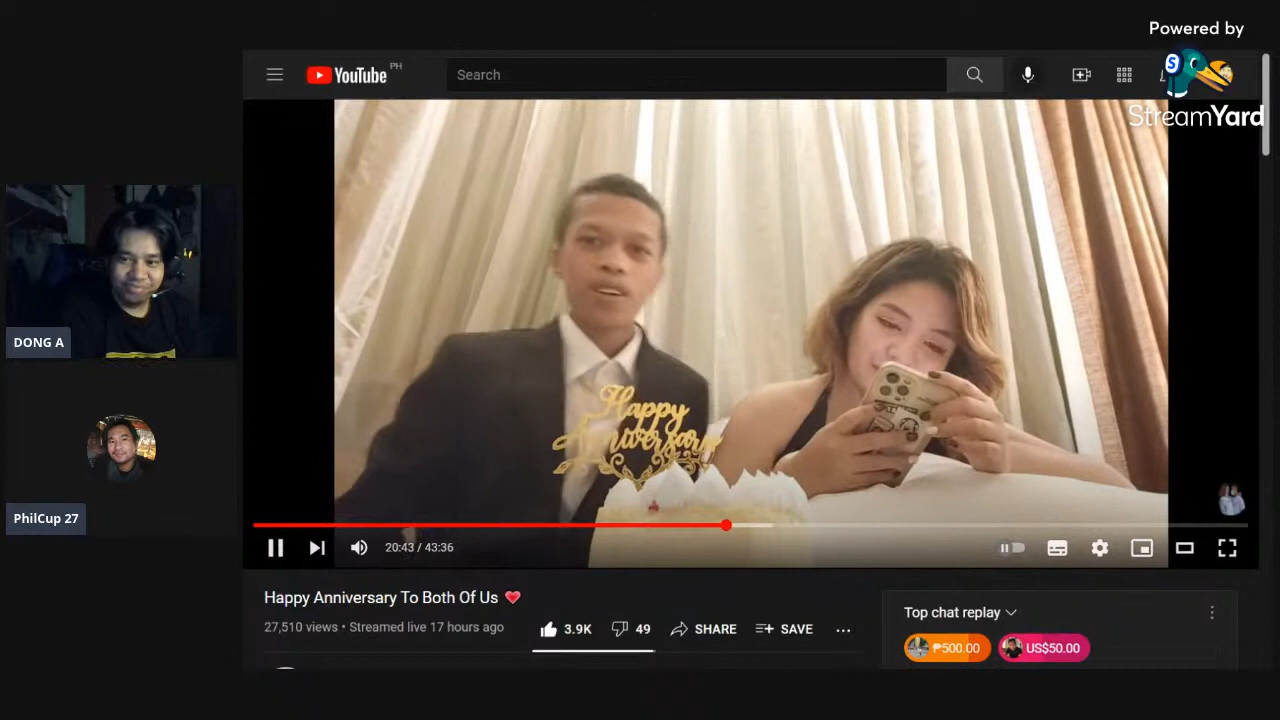 Powered by
StreamYard
YouTube PH
Search
Happy
Anniversary
DONG A
PhilCup 27
20:43 / 43:36
Happy Anniversary To Both Of Us
27,510 views • Streamed live 17 hours ago
3.9K
49
SHARE
SAVE
Top chat replay
₱500.00
US$50.00